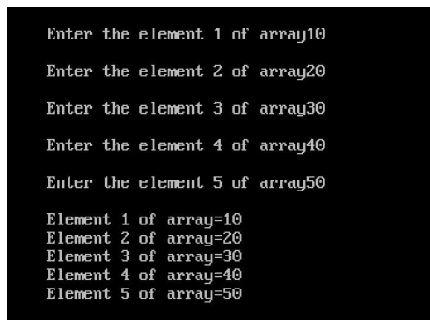 Enter the element 1 of array10
Enter the element 2 of array20
Enter the element 3 of array30
Enter the element 4 of array40
Enter the element 5 of array50
Element 1 of array=10
Element 2 of array=20
Element 3 of array=30
Element 4 of array=40
Element 5 of array=50